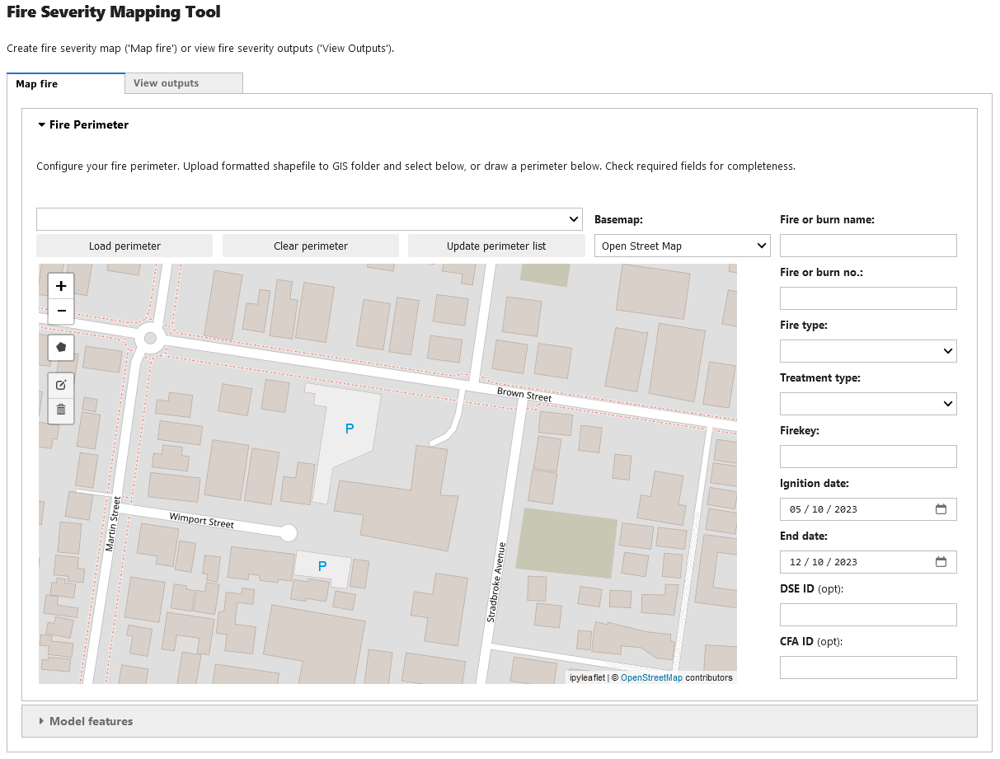 Fire Severity Mapping Tool
Create fire severity map ('Map fire') or view fire severity outputs ('View Outputs').
Map fire
View outputs
Fire Perimeter
Configure your fire perimeter. Upload formatted shapefile to GIS folder and select below, or draw a perimeter below. Check required fields for completeness.
Basemap:
Load perimeter
Clear perimeter
Update perimeter list
Open Street Map
+
−
Brown Street
P
Martin Street
Wimport Street
P
Stradbroke Avenue
ipyleaflet | © OpenStreetMap contributors
Fire or burn name:
Fire or burn no.:
Fire type:
Treatment type:
Firekey:
Ignition date:
05 / 10 / 2023
End date:
12 / 10 / 2023
DSE ID (opt):
CFA ID (opt):
Model features